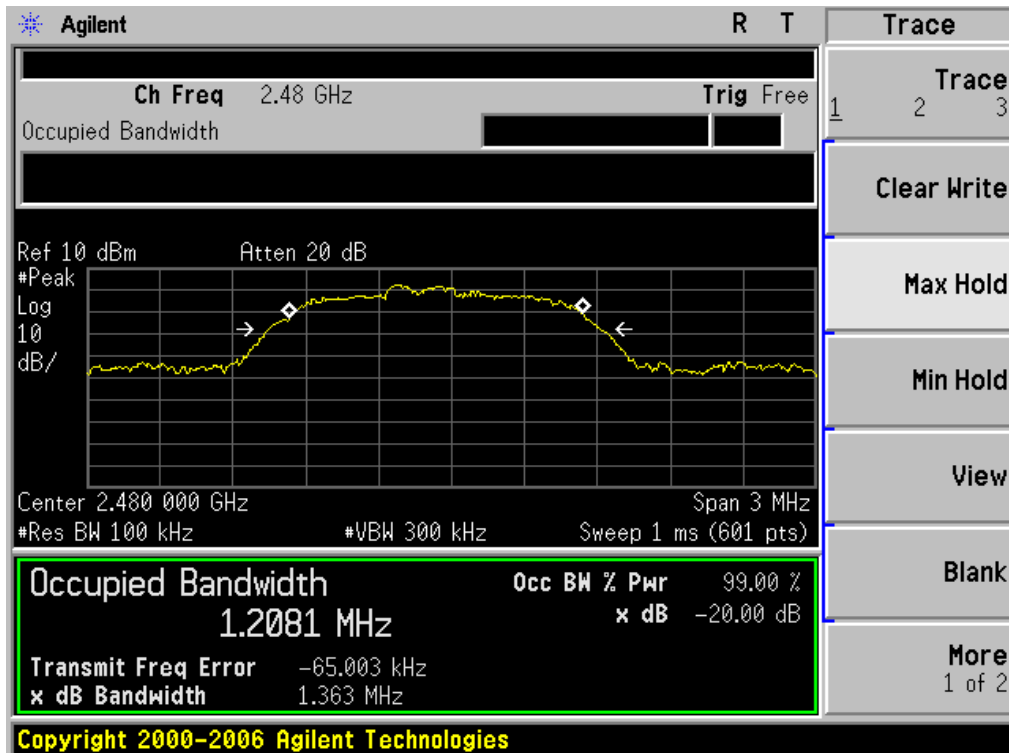 Agilent R T Trace
Ch Freq 2.48 GHz Trig Free
Occupied Bandwidth
Trace
1 2 3
Clear Write
Max Hold
Min Hold
View
Blank
More
1 of 2
Ref 10 dBm Atten 20 dB
#Peak
Log
10
dB/
Center 2.480 000 GHz Span 3 MHz
#Res BW 100 kHz #VBW 300 kHz Sweep 1 ms (601 pts)
Occupied Bandwidth Occ BW % Pwr 99.00 %
1.2081 MHz x dB -20.00 dB
Transmit Freq Error -65.003 kHz
x dB Bandwidth 1.363 MHz
Copyright 2000-2006 Agilent Technologies